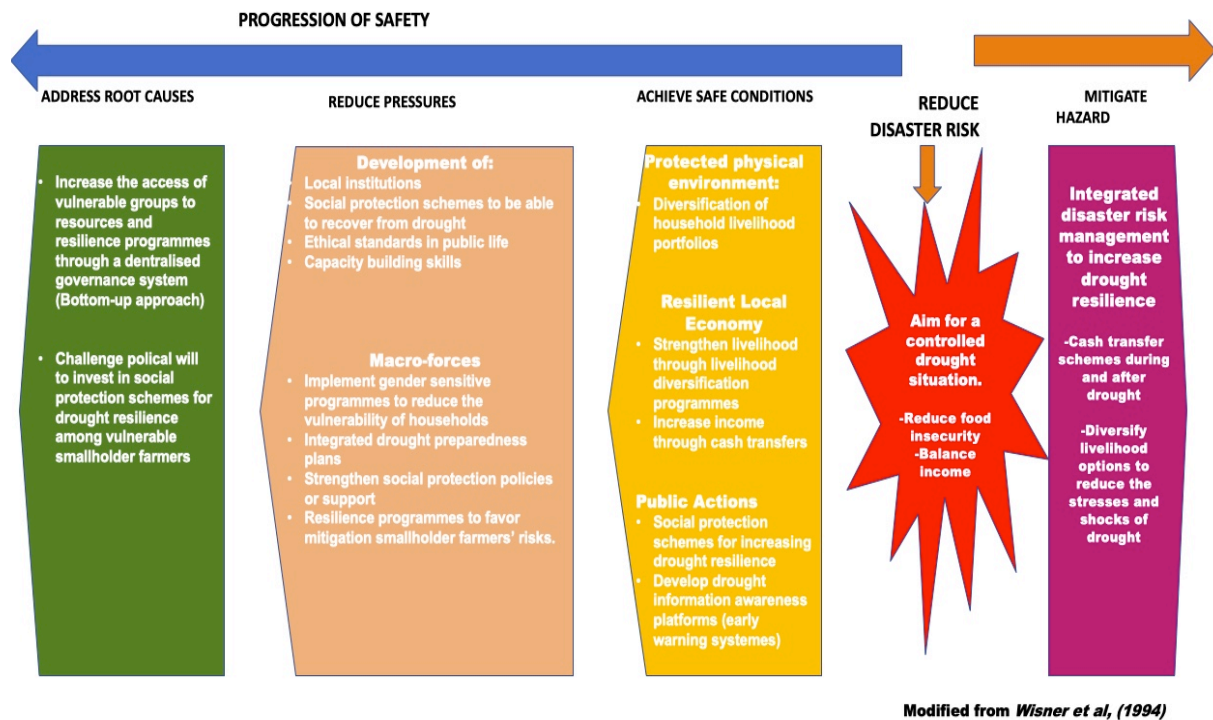 PROGRESSION OF SAFETY
ADDRESS ROOT CAUSES
REDUCE PRESSURES
ACHIEVE SAFE CONDITIONS
REDUCE
DISASTER RISK
MITIGATE
HAZARD
• Increase the access of
vulnerable groups to
resources and
resilience programmes
through a dentralised
governance system
(Bottom-up approach)
• Challenge polical will
to invest in social
protection schemes for
drought resilience
among vulnerable
smallholder farmers
Development of:
• Local institutions
• Social protection schemes to be able
to recover from drought
• Ethical standards in public life
• Capacity building skills
Macro-forces
• Implement gender sensitive
programmes to reduce the
vulnerability of households
• Integrated drought preparedness
plans
• Strengthen social protection policies
or support
• Resilience programmes to favor
mitigation smallholder farmers' risks.
Protected physical
environment:
• Diversification of
household livelihood
portfolios
Resilient Local
Economy
• Strengthen livelihood
through livelihood
diversification
programmes
• Increase income
through cash transfers
Public Actions
• Social protection
schemes for increasing
drought resilience
• Develop drought
information awareness
platforms (early
warning systemes)
Aim for a
controlled
drought
situation.
-Reduce food
insecurity
-Balance
income
Integrated
disaster risk
management
to increase
drought
resilience
-Cash transfer
schemes during
and after
drought
-Diversify
livelihood
options to
reduce the
stresses and
shocks of
drought
Modified from Wisner et al, (1994)